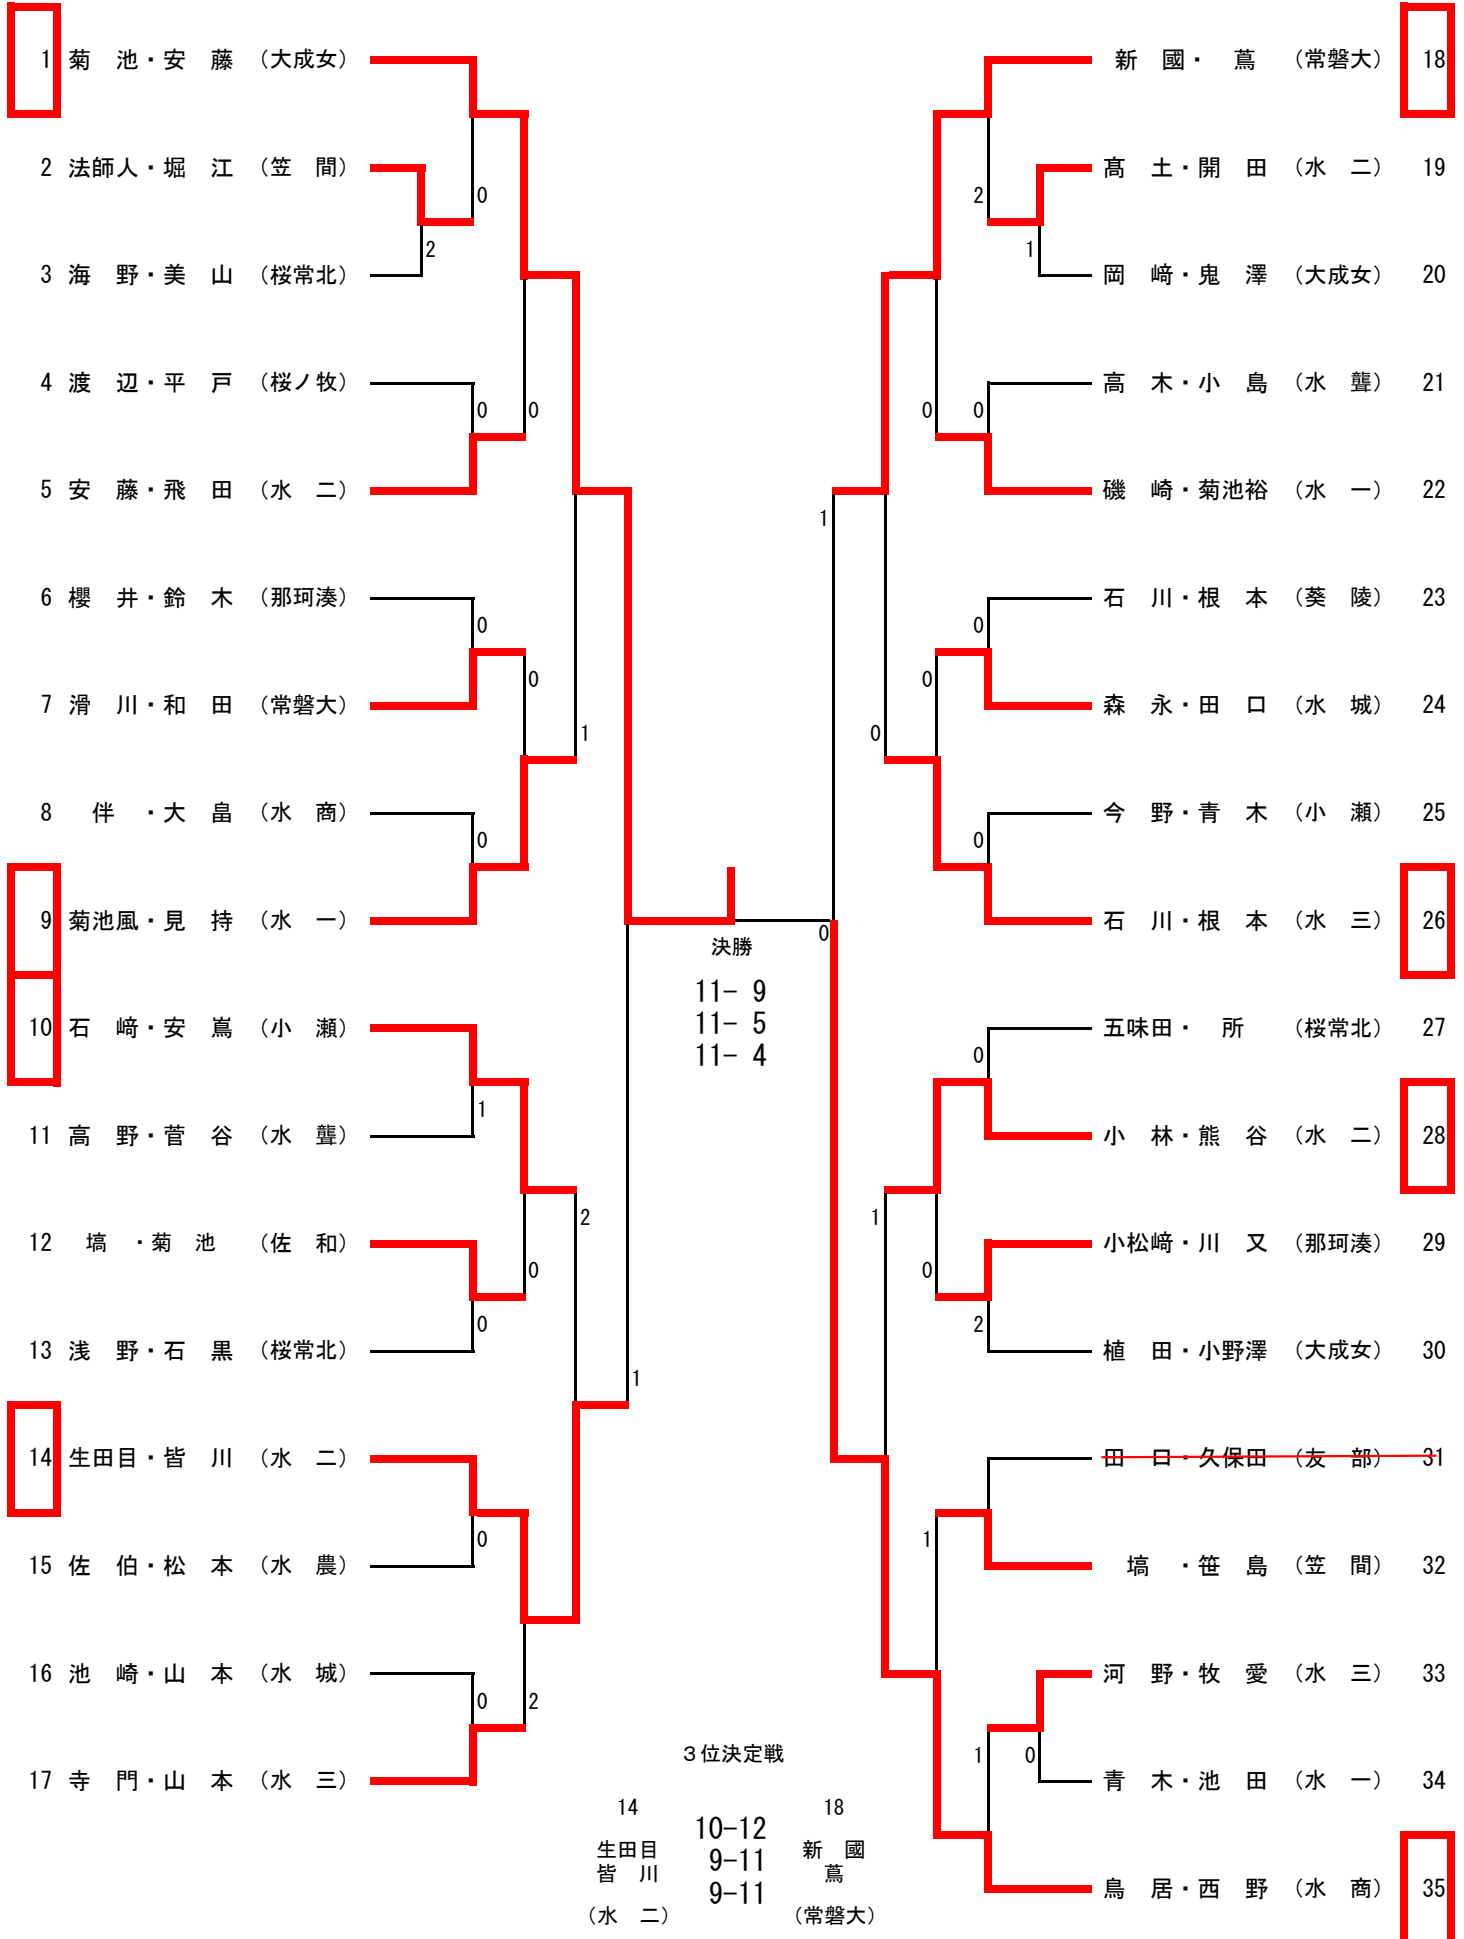 1 菊 池・安 藤 （大成女）
2 法師人・堀 江 （笠 間）
0
2
3 海 野・美 山 （桜常北）
4 渡 辺・平 戸 （桜ノ牧）
0 0
5 安 藤・飛 田 （水 二）
6 櫻 井・鈴 木 （那珂湊）
0
0
7 滑 川・和 田 （常磐大）
1
8 伴 ・大 畠 （水 商）
0
9 菊池風・見 持 （水 一）
10 石 﨑・安 嶌 （小 瀬）
1
11 高 野・菅 谷 （水 聾）
2
12 塙 ・菊 池 （佐 和）
0
0
13 浅 野・石 黒 （桜常北）
1
14 生田目・皆 川 （水 二）
0
15 佐 伯・松 本 （水 農）
16 池 崎・山 本 （水 城）
0 2
17 寺 門・山 本 （水 三）
決勝
0
11- 9
11- 5
11- 4
新 國・ 蔦 （常磐大） 18
髙 土・開 田 （水 二） 19
2
1
岡 﨑・鬼 澤 （大成女） 20
高 木・小 島 （水 聾） 21
0 0
磯 崎・菊池裕 （水 一） 22
1
石 川・根 本 （葵 陵） 23
0
0
森 永・田 口 （水 城） 24
0
今 野・青 木 （小 瀬） 25
0
石 川・根 本 （水 三） 26
五味田・ 所 （桜常北） 27
0
小 林・熊 谷 （水 二） 28
1
小松﨑・川 又 （那珂湊） 29
0
2
植 田・小野澤 （大成女） 30
田 口・久保田 （友 部） 31
1
塙 ・笹 島 （笠 間） 32
河 野・牧 愛 （水 三） 33
1 0
青 木・池 田 （水 一） 34
鳥 居・西 野 （水 商） 35
３位決定戦
14 18
10-12
生田目 新 國
9-11
皆 川 蔦
9-11
（水 二） （常磐大）